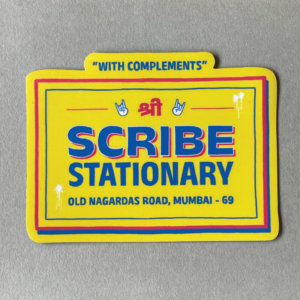 “WITH COMPLEMENTS”
श्री
SCRIBE
STATIONARY
OLD NAGARDAS ROAD, MUMBAI - 69